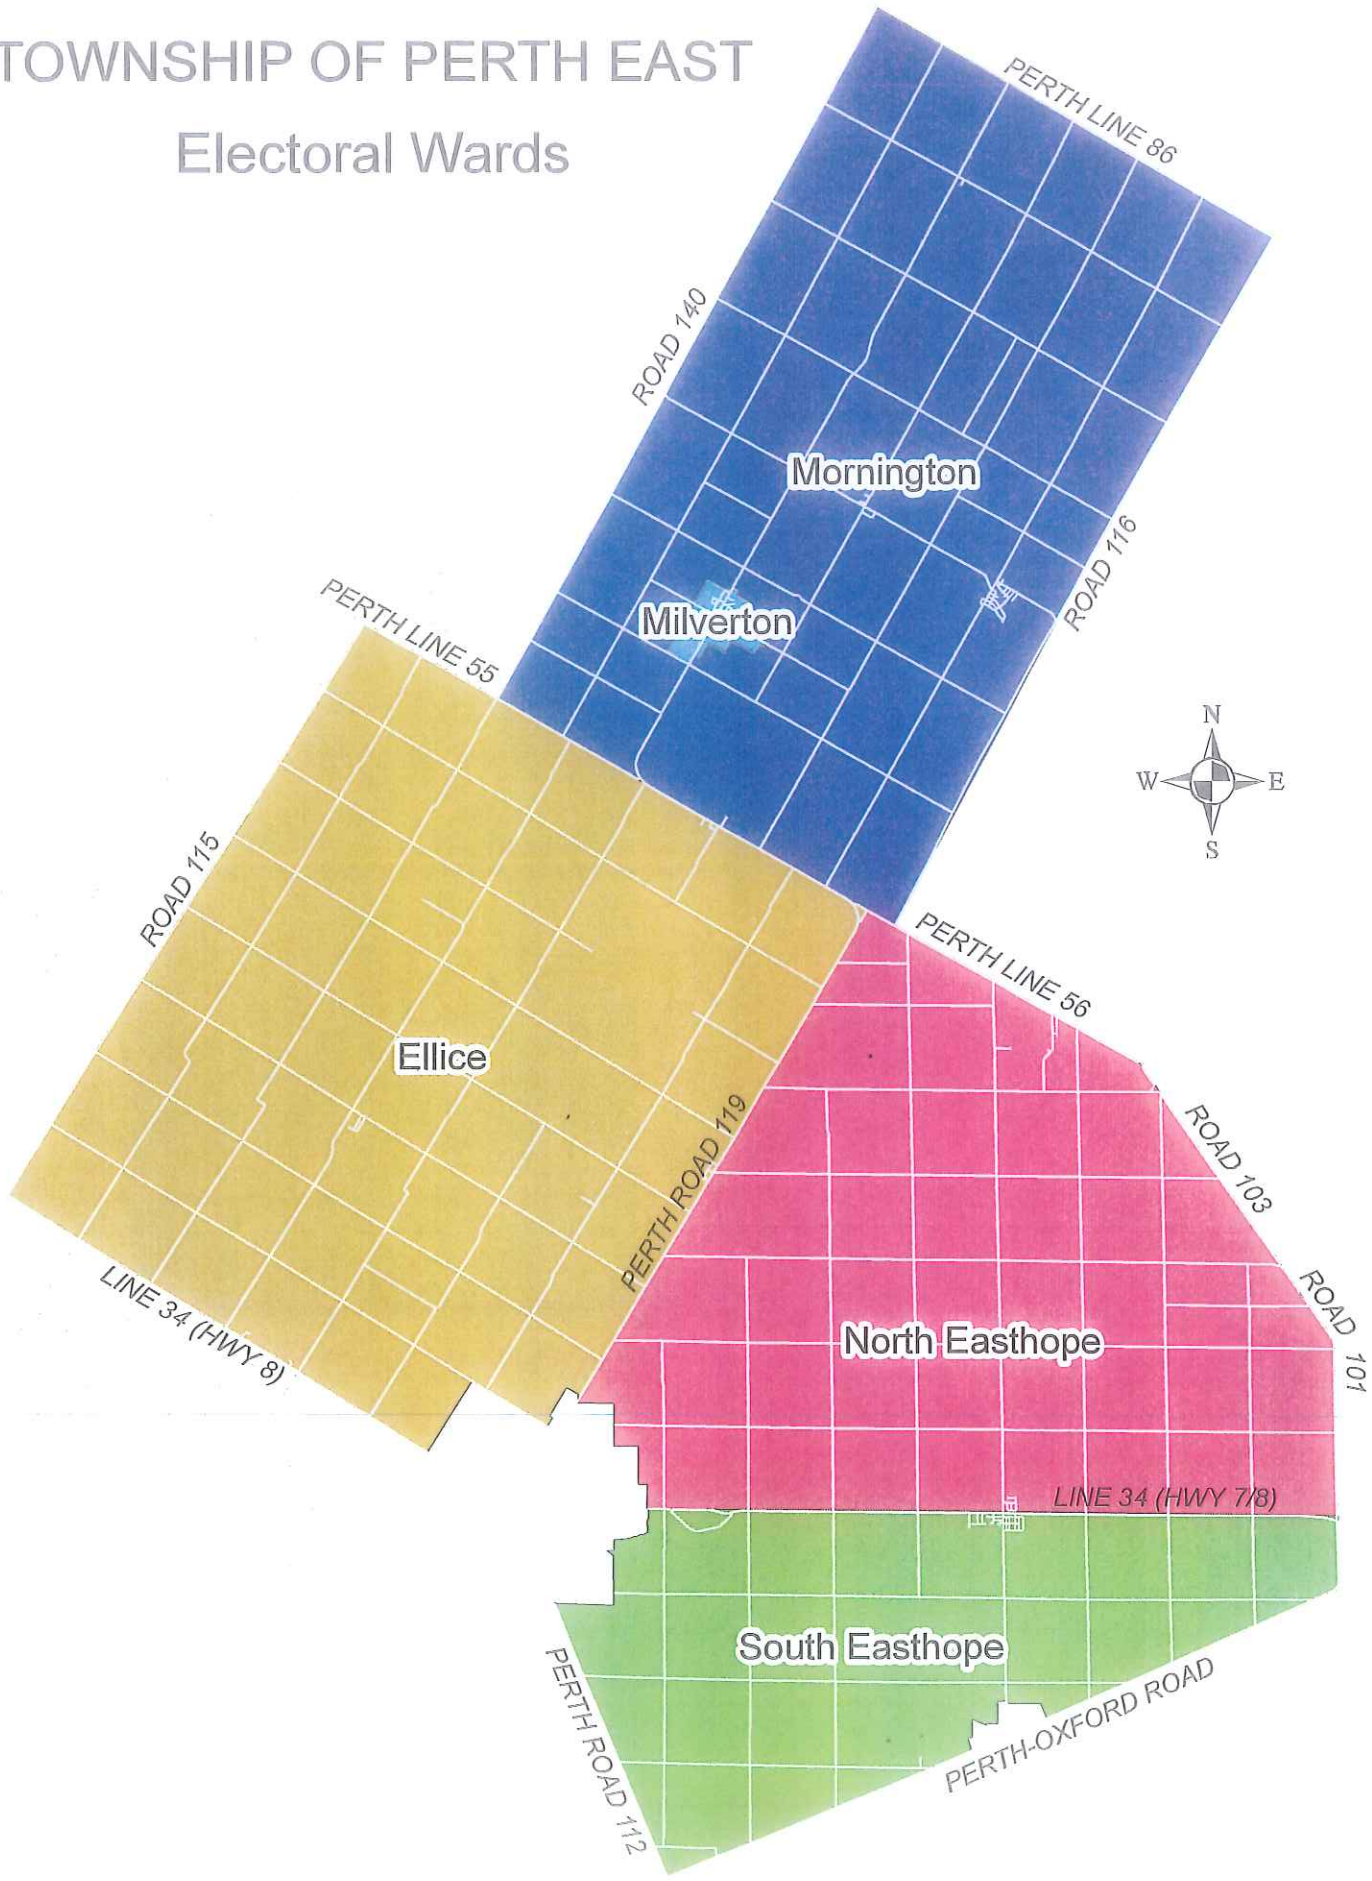 TOWNSHIP OF PERTH EAST
Electoral Wards
PERTH LINE 86
ROAD 140
Mornington
ROAD 116
Milverton
PERTH LINE 55
N
W E
S
ROAD 115
PERTH LINE 56
Ellice
PERTH ROAD 119
ROAD 103
LINE 34 (HWY 8)
ROAD 101
North Easthope
LINE 34 (HWY 7/8)
South Easthope
PERTH ROAD 112
PERTH-OXFORD ROAD